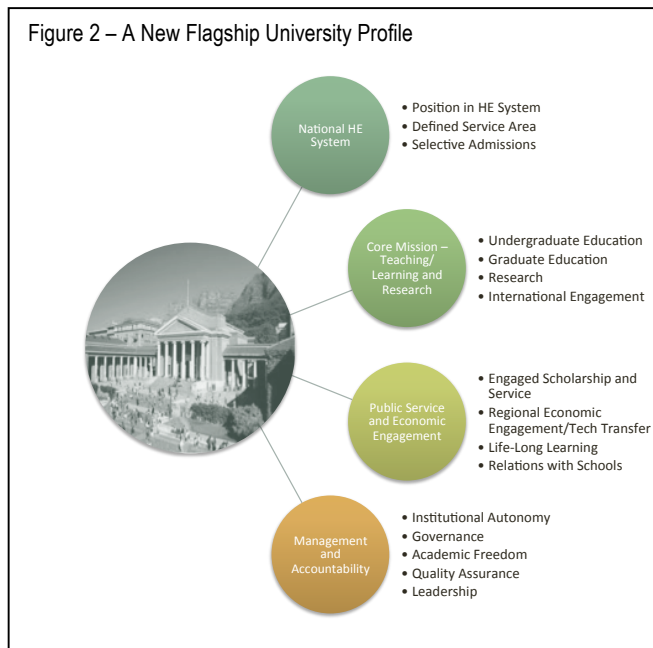 Figure 2 – A New Flagship University Profile
National HE
System
• Position in HE System
• Defined Service Area
• Selective Admissions
Core Mission –
Teaching/
Learning and
Research
• Undergraduate Education
• Graduate Education
• Research
• International Engagement
Public Service
and Economic
Engagement
• Engaged Scholarship and
Service
• Regional Economic
Engagement/Tech Transfer
• Life-Long Learning
• Relations with Schools
Management
and
Accountability
• Institutional Autonomy
• Governance
• Academic Freedom
• Quality Assurance
• Leadership